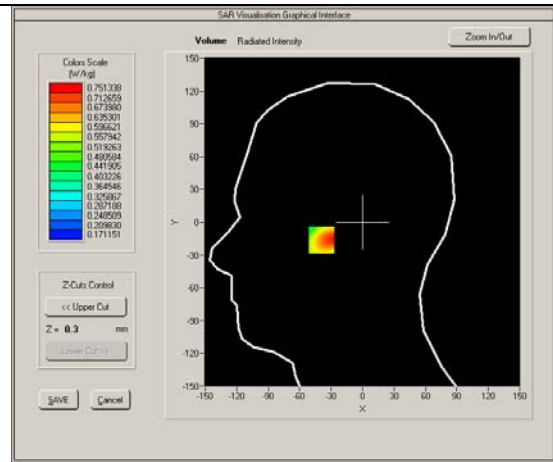 SAR Visualisation Graphical Interface
Volume Radiated Intensity
Zoom In/Out
Colors Scale
(W/kg)
0.751338
0.712659
0.673980
0.635301
0.596621
0.557942
0.519263
0.480584
0.441905
0.403226
0.364546
0.325867
0.287188
0.248509
0.209830
0.171151
Z-Cuts Control
<< Upper Cut
Z = 0.3 mm
Lower Cut >>
SAVE Cancel
150
120
90
60
30
0
-30
-60
-90
-120
-150
Y
-150 -120 -90 -60 -30 0 30 60 90 120 150
X